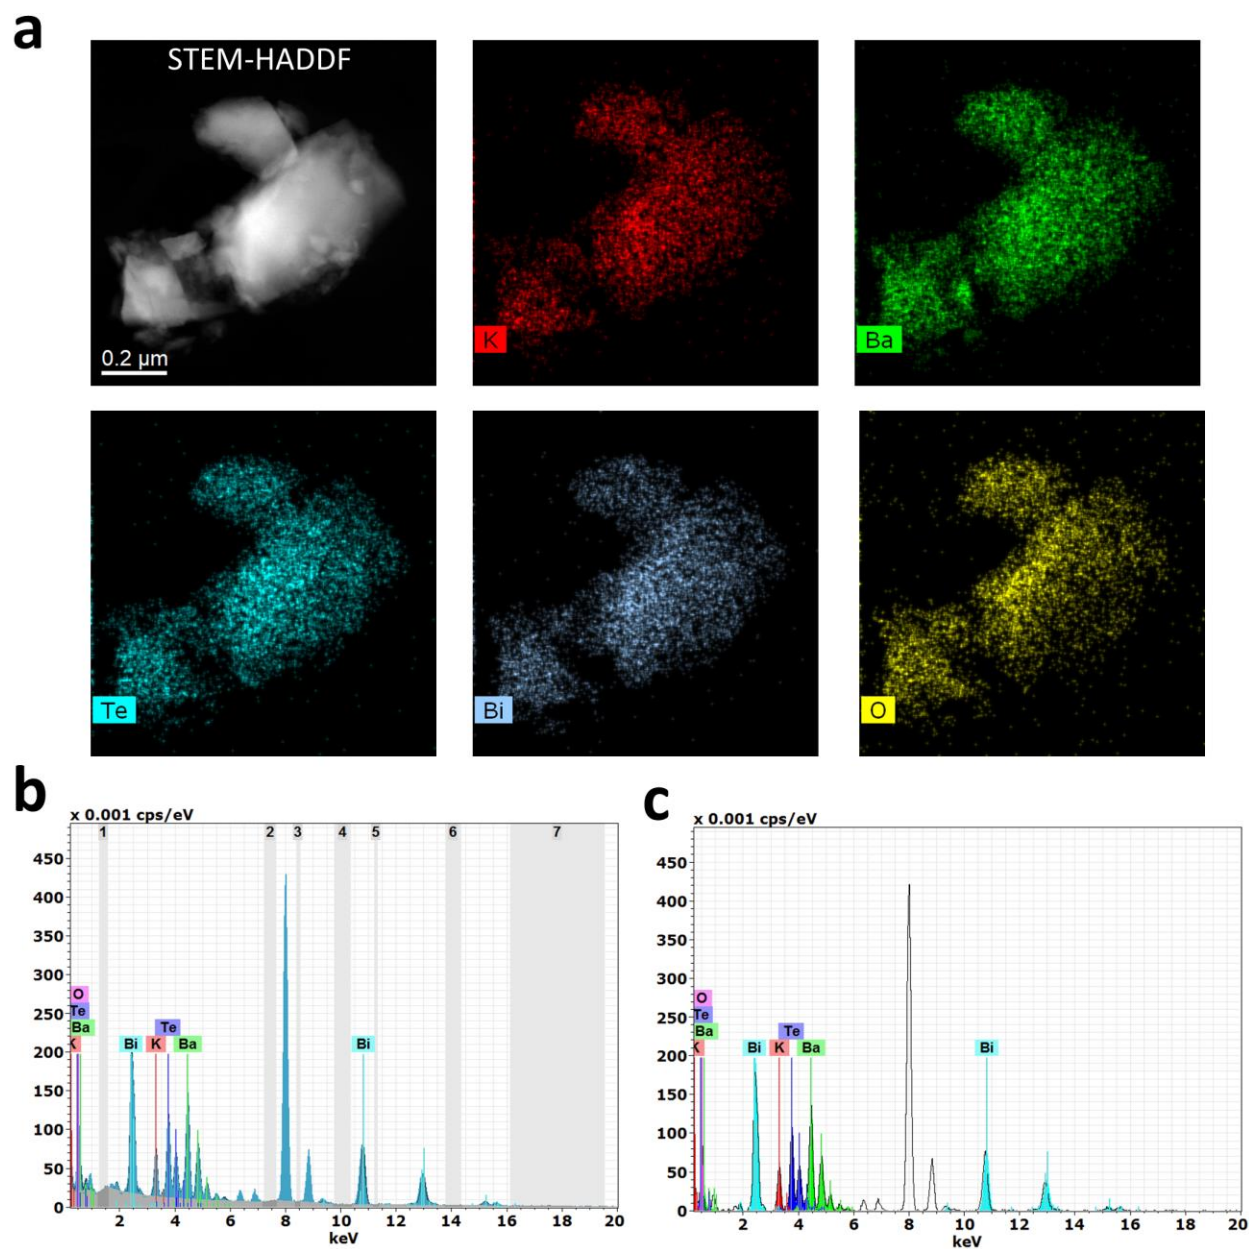 a
STEM-HADDF
0.2 µm
K
Ba
Te
Bi
O
b
x 0.001 cps/eV
1 2 3 4 5 6 7
450
400
350
300
250
200
150
100
50
0
O
Te
Ba
K Bi K Te Ba Bi
2 4 6 8 10 12 14 16 18 20
keV
c
x 0.001 cps/eV
450
400
350
300
250
200
150
100
50
0
O
Te
Ba
K Bi K Te Ba Bi
2 4 6 8 10 12 14 16 18 20
keV